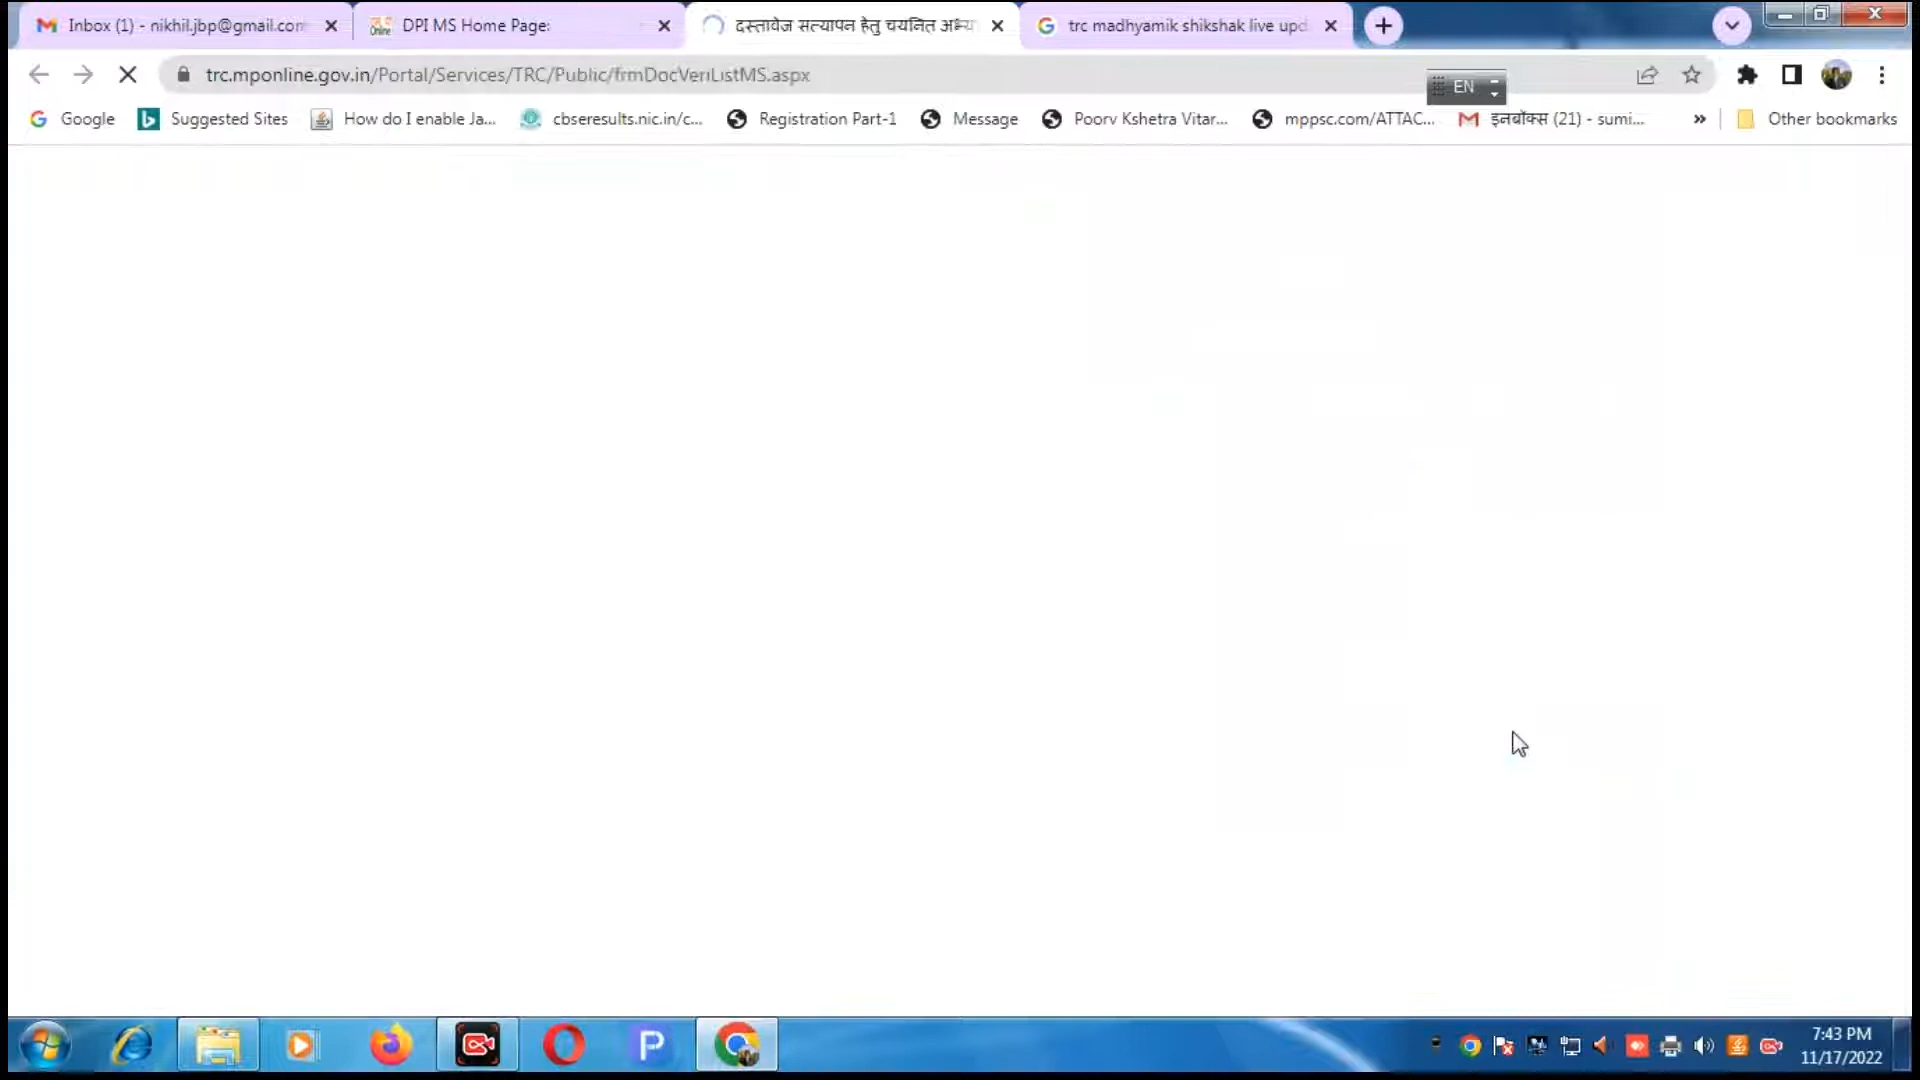 Inbox (1) - nikhil.jbp@gmail.con
DPI MS Home Page:
दस्तावेज सत्यापन हेतु चयनित अभ्य
trc madhyamik shikshak live upd
trc.mponline.gov.in/Portal/Services/TRC/Public/frmDocVeriListMS.aspx
EN
Google
Suggested Sites
How do I enable Ja...
cbseresults.nic.in/c...
Registration Part-1
Message
Poorv Kshetra Vitar...
mppsc.com/ATTAC...
इनबॉक्स (21) - sumi...
»
Other bookmarks
7:43 PM
11/17/2022